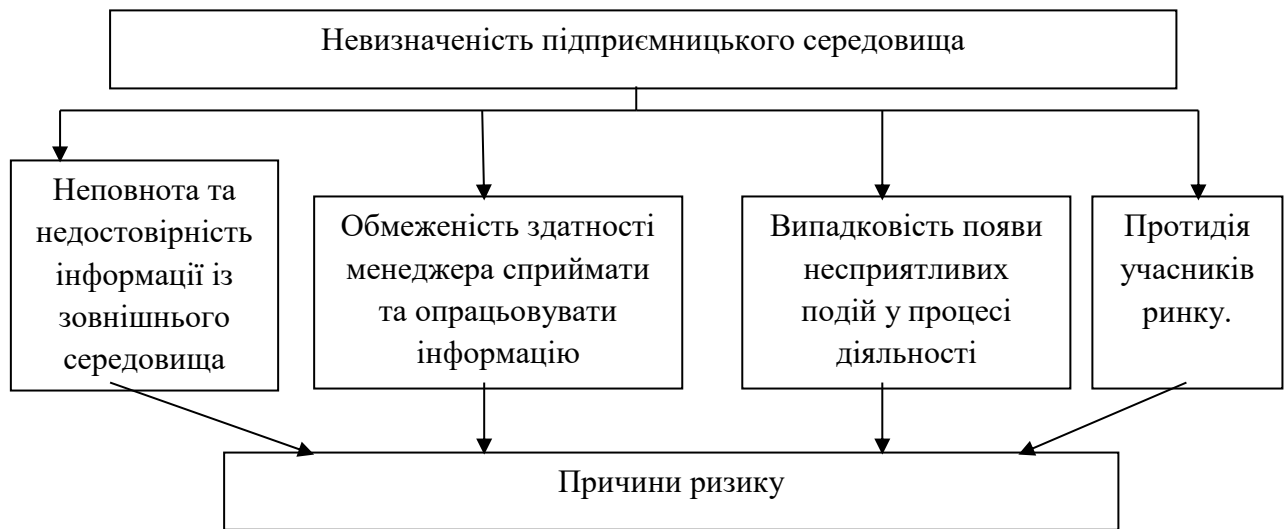 Невизначеність підприємницького середовища
Неповнота та
недостовірність
інформації із
зовнішнього
середовища
Обмеженість здатності
менеджера сприймати
та опрацьовувати
інформацію
Випадковість появи
несприятливих
подій у процесі
діяльності
Протидія
учасників
ринку.
Причини ризику